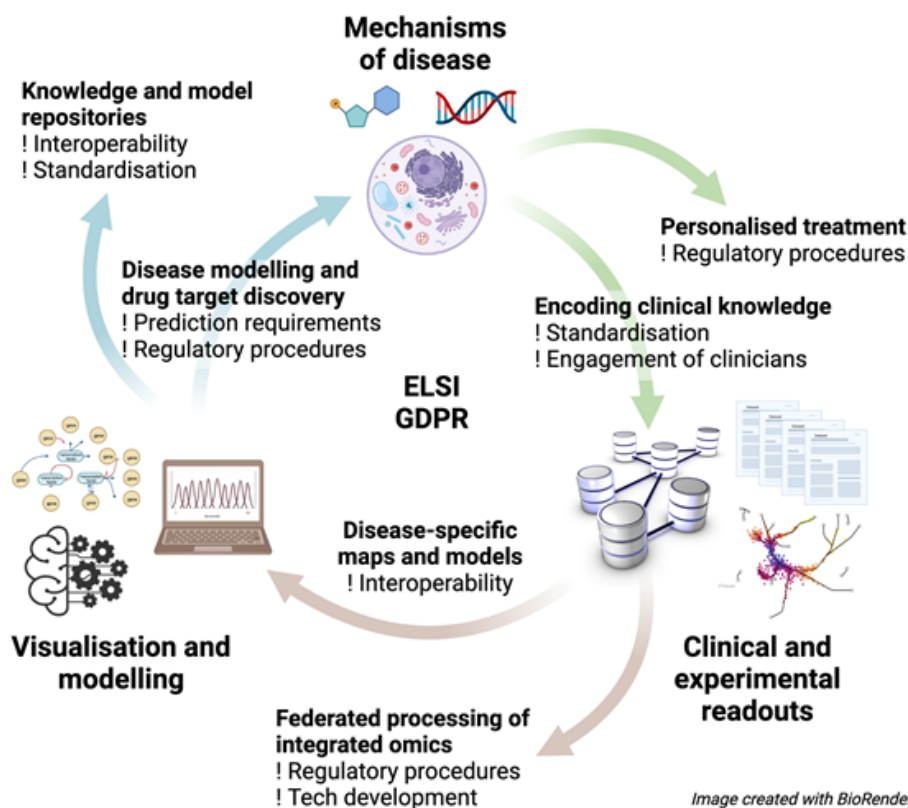 Mechanisms
of disease
Knowledge and model
repositories
! Interoperability
! Standardisation
Personalised treatment
! Regulatory procedures
Disease modelling and
drug target discovery
! Prediction requirements
! Regulatory procedures
Encoding clinical knowledge
! Standardisation
! Engagement of clinicians
ELSI
GDPR
Disease-specific
maps and models
! Interoperability
Visualisation and
modelling
Clinical and
experimental
readouts
Federated processing of
integrated omics
! Regulatory procedures
! Tech development
Image created with BioRende